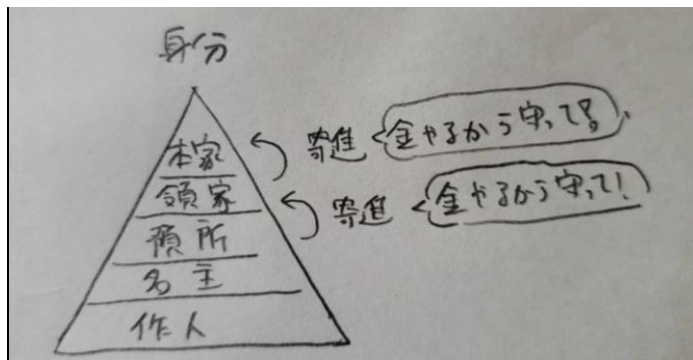 身分
本家
寄進
金やるから守って!
領家
寄進
金やるから守って!
預所
名主
作人